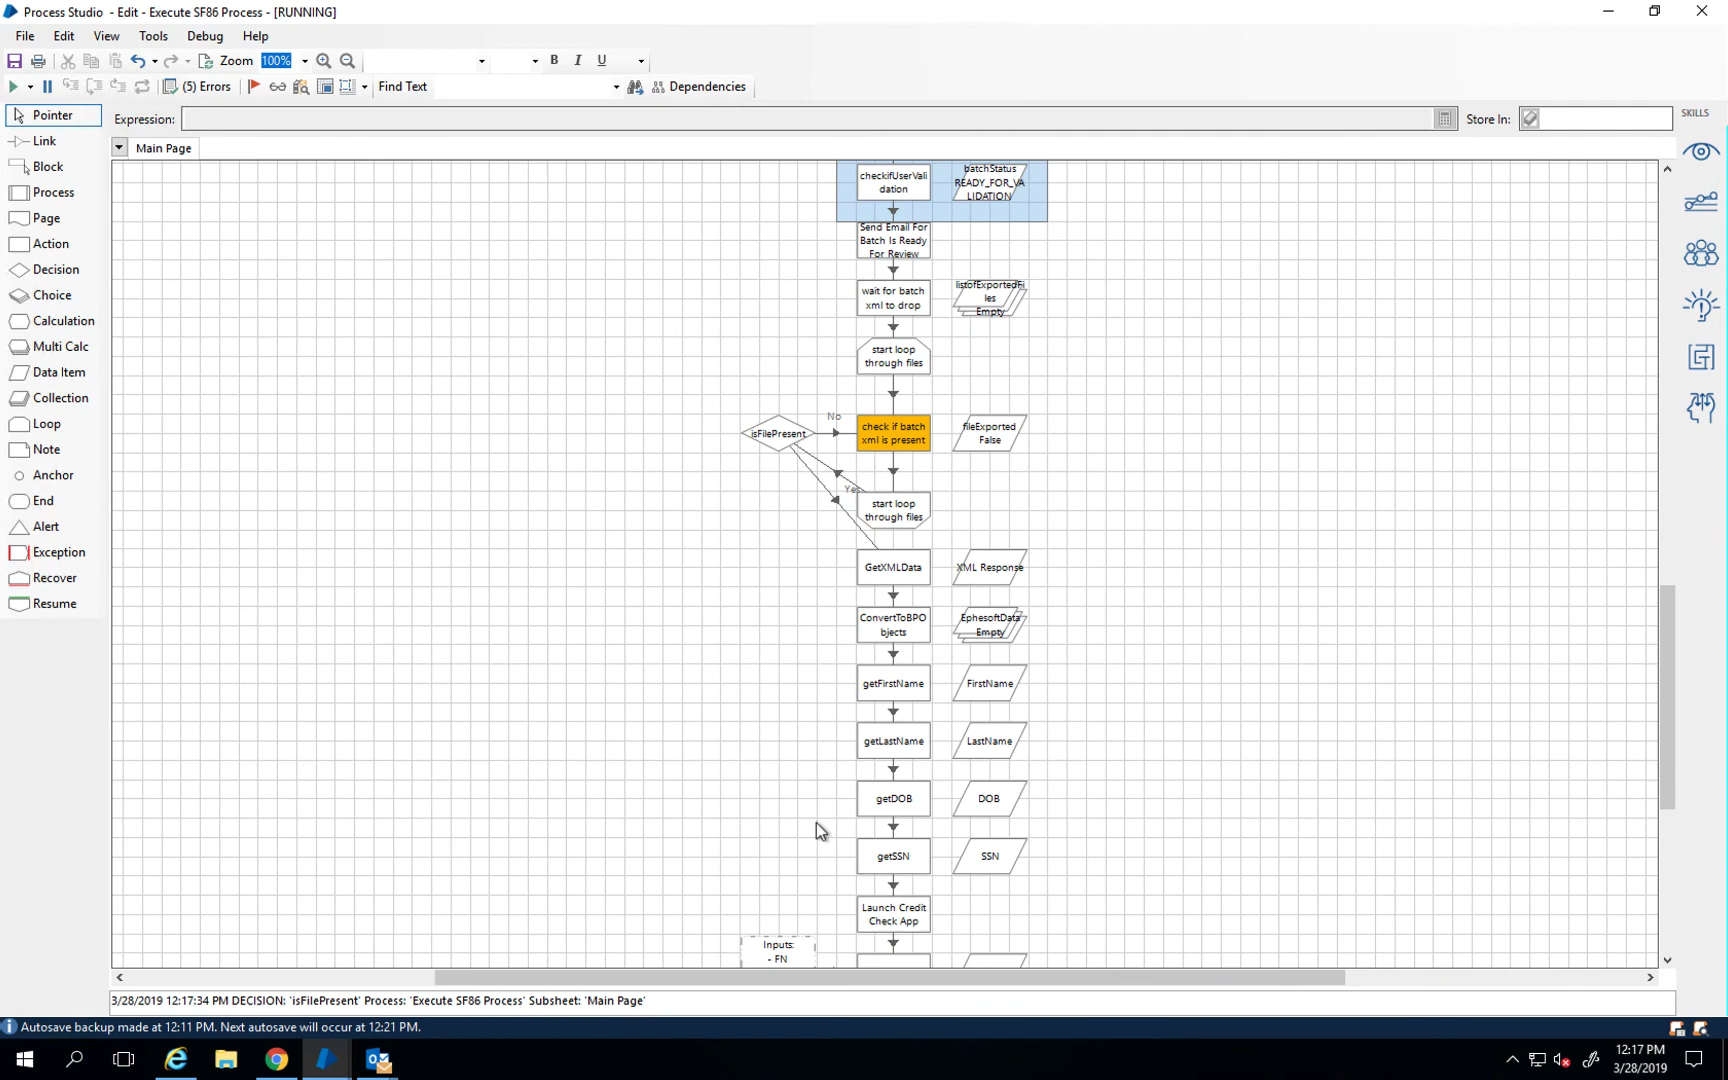 Process Studio - Edit - Execute SF86 Process - [RUNNING]
File Edit View Tools Debug Help
Zoom 100% B I U
(5) Errors Find Text Dependencies
Pointer
Link
Block
Process
Page
Action
Decision
Choice
Calculation
Multi Calc
Data Item
Collection
Loop
Note
Anchor
End
Alert
Exception
Recover
Resume
Expression: Store In:
SKILLS
Main Page
checkifUserVali
dation
batchStatus
READY_FOR_VA
LIDATION
Send Email For
Batch Is Ready
For Review
wait for batch
xml to drop
listofExportedFi
les
Empty
start loop
through files
isFilePresent
No
check if batch
xml is present
fileExported
False
Yes
start loop
through files
GetXMLData
XML Response
ConvertToBPO
bjects
EphesoftData
Empty
getFirstName
FirstName
getLastName
LastName
getDOB
DOB
getSSN
SSN
Launch Credit
Check App
Inputs:
- FN
3/28/2019 12:17:34 PM DECISION: 'isFilePresent' Process: 'Execute SF86 Process' Subsheet: 'Main Page'
Autosave backup made at 12:11 PM. Next autosave will occur at 12:21 PM.
12:17 PM
3/28/2019